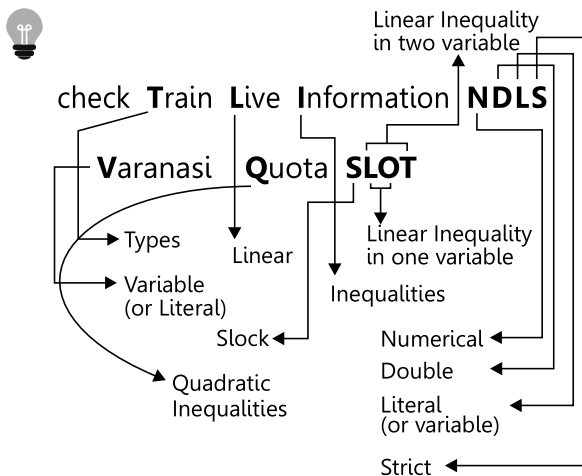 Linear Inequality
in two variable
check Train Live Information NDLS
Varanasi Quota SLOT
Types
Linear
Linear Inequality
in one variable
Variable
(or Literal)
Inequalities
Slock
Numerical
Double
Quadratic
Inequalities
Literal
(or variable)
Strict